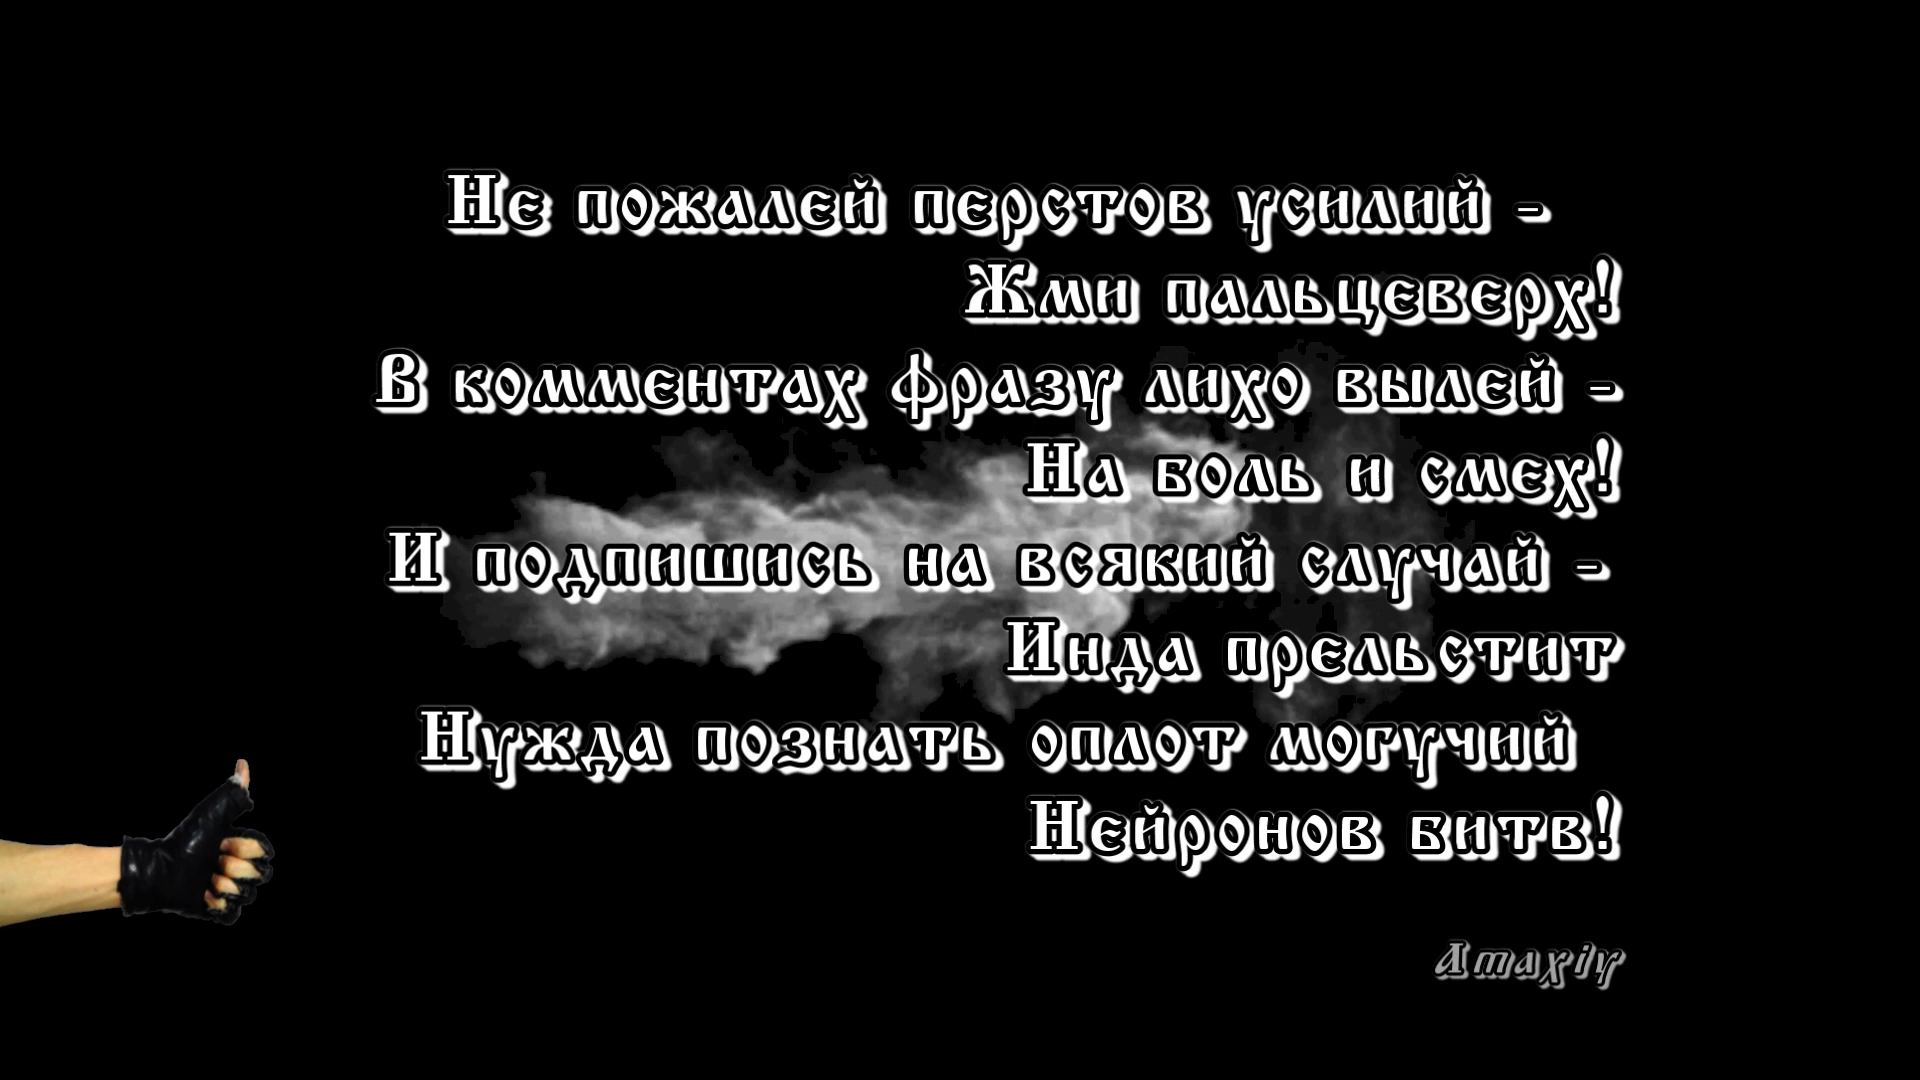 Не пожалей перстов усилий -
Жми пальцеверх!
В комментах фразу лихо вылей -
На боль и смех!
И подпишись на всякий случай -
Инда прельстит
Нужда познать оплот могучий
Нейронов битв!
Amaxiy